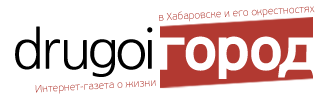 в Хабаровске и его окрестностях
drugoiгород
Интернет-газета о жизни